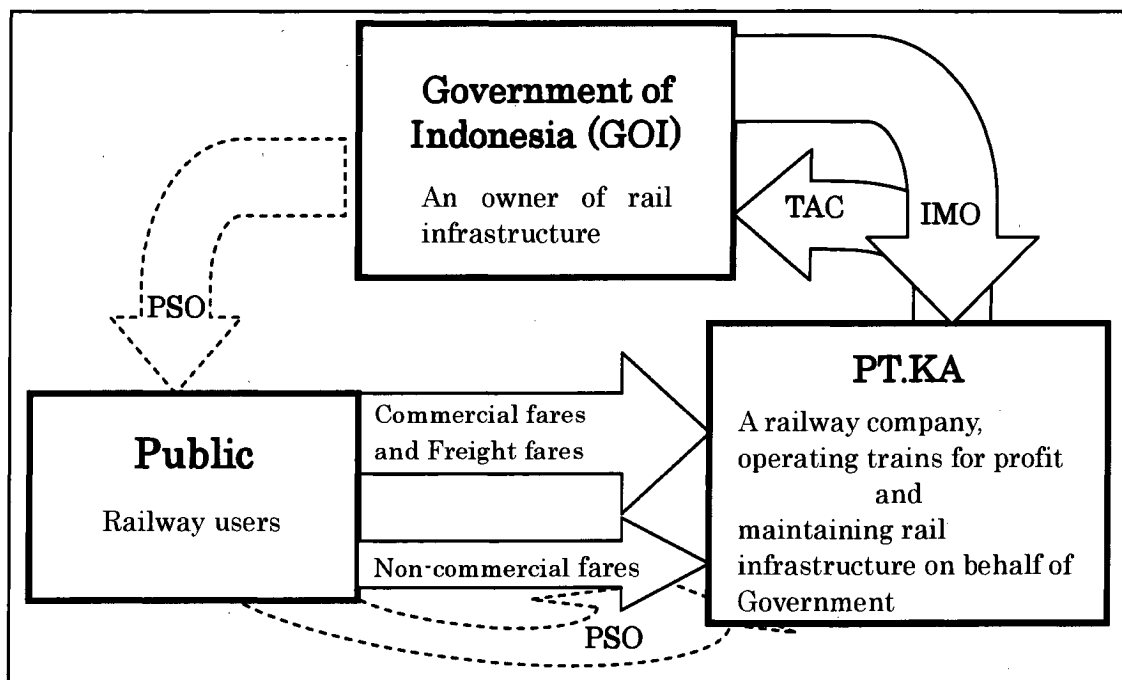 Government of
Indonesia (GOI)
An owner of rail
infrastructure
TAC
IMO
PSO
Public
Railway users
Commercial fares
and Freight fares
Non-commercial fares
PSO
PT.KA
A railway company,
operating trains for profit
and
maintaining rail
infrastructure on behalf of
Government